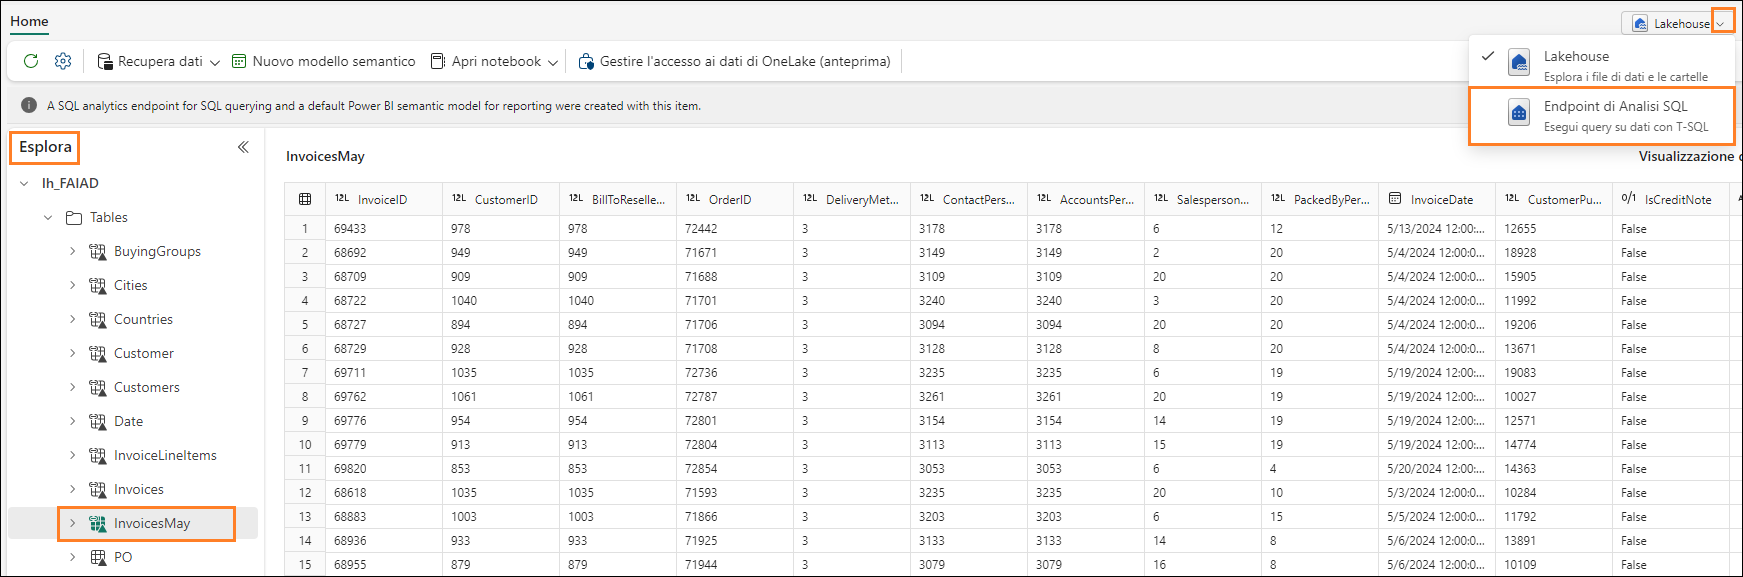 Home
Lakehouse
Recupera dati
Nuovo modello semantico
Apri notebook
Gestire l'accesso ai dati di OneLake (anteprima)
Lakehouse
Esplora i file di dati e le cartelle
Endpoint di Analisi SQL
Esegui query su dati con T-SQL
A SQL analytics endpoint for SQL querying and a default Power BI semantic model for reporting were created with this item.
Esplora
lh_FAIAD
Tables
BuyingGroups
Cities
Countries
Customer
Customers
Date
InvoiceLineItems
Invoices
InvoicesMay
PO
InvoicesMay
Visualizzazione
12L InvoiceID 12L CustomerID 12L BillToReselle... 12L OrderID 12L DeliveryMet... 12L ContactPers... 12L AccountsPer... 12L Salesperson... 12L PackedByPer... InvoiceDate 12L CustomerPu... 0/1 IsCreditNote
1 69433 978 978 72442 3 3178 3178 6 12 5/13/2024 12:00:... 12655 False
2 68692 949 949 71671 3 3149 3149 2 20 5/4/2024 12:00:0... 18928 False
3 68709 909 909 71688 3 3109 3109 20 20 5/4/2024 12:00:0... 15905 False
4 68722 1040 1040 71701 3 3240 3240 3 20 5/4/2024 12:00:0... 11992 False
5 68727 894 894 71706 3 3094 3094 20 20 5/4/2024 12:00:0... 19206 False
6 68729 928 928 71708 3 3128 3128 8 20 5/4/2024 12:00:0... 13671 False
7 69711 1035 1035 72736 3 3235 3235 6 19 5/19/2024 12:00:... 19083 False
8 69762 1061 1061 72787 3 3261 3261 20 19 5/19/2024 12:00:... 10027 False
9 69776 954 954 72801 3 3154 3154 14 19 5/19/2024 12:00:... 12571 False
10 69779 913 913 72804 3 3113 3113 15 19 5/19/2024 12:00:... 14774 False
11 69820 853 853 72854 3 3053 3053 6 4 5/20/2024 12:00:... 14363 False
12 68618 1035 1035 71593 3 3235 3235 20 10 5/3/2024 12:00:0... 10284 False
13 68883 1003 1003 71866 3 3203 3203 6 15 5/5/2024 12:00:0... 11792 False
14 68936 933 933 71925 3 3133 3133 14 8 5/6/2024 12:00:0... 13891 False
15 68955 879 879 71944 3 3079 3079 16 8 5/6/2024 12:00:0... 10109 False